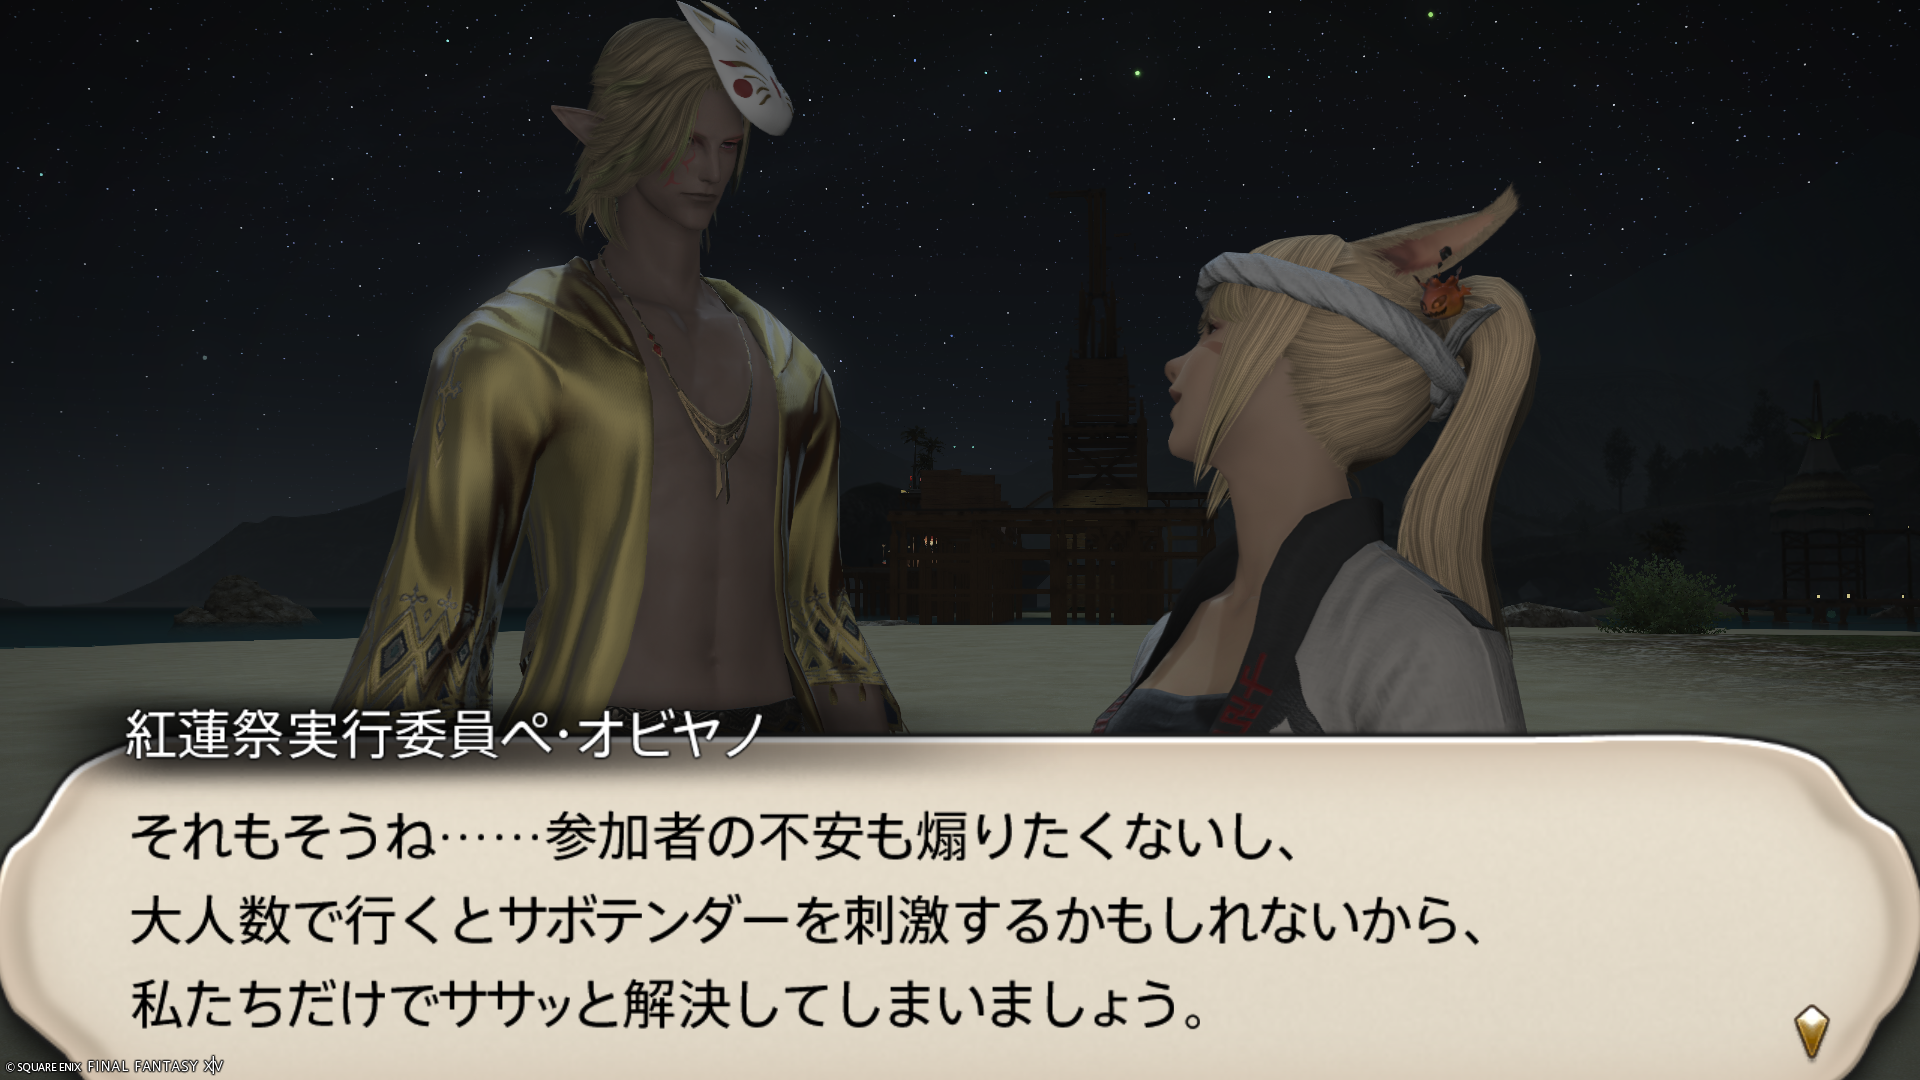 紅蓮祭実行委員ペ・オビヤノ
それもそうね……参加者の不安も煽りたくないし、
大人数で行くとサボテンダーを刺激するかもしれないから、
私たちだけでササッと解決してしまいましょう。
© SQUARE ENIX FINAL FANTASY XIV